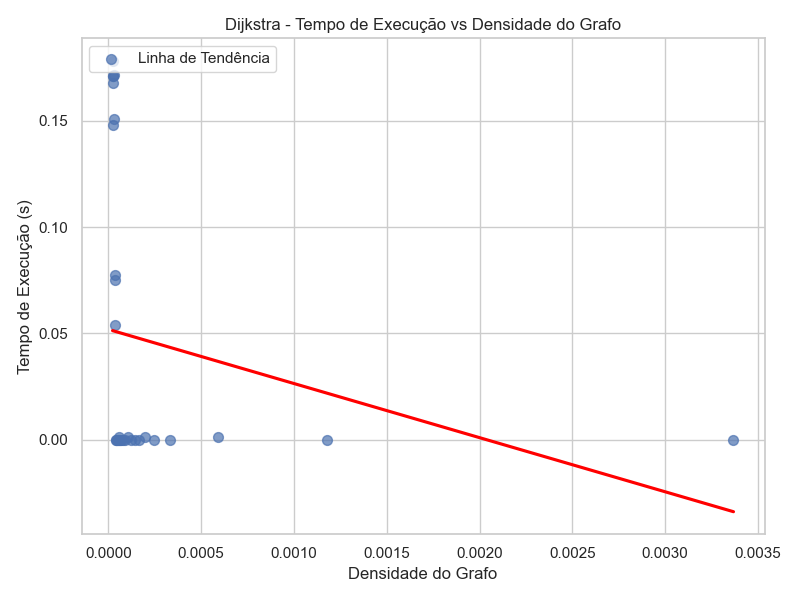 Dijkstra - Tempo de Execução vs Densidade do Grafo
Linha de Tendência
0.15
0.10
0.05
0.00
Tempo de Execução (s)
0.0000 0.0005 0.0010 0.0015 0.0020 0.0025 0.0030 0.0035
Densidade do Grafo